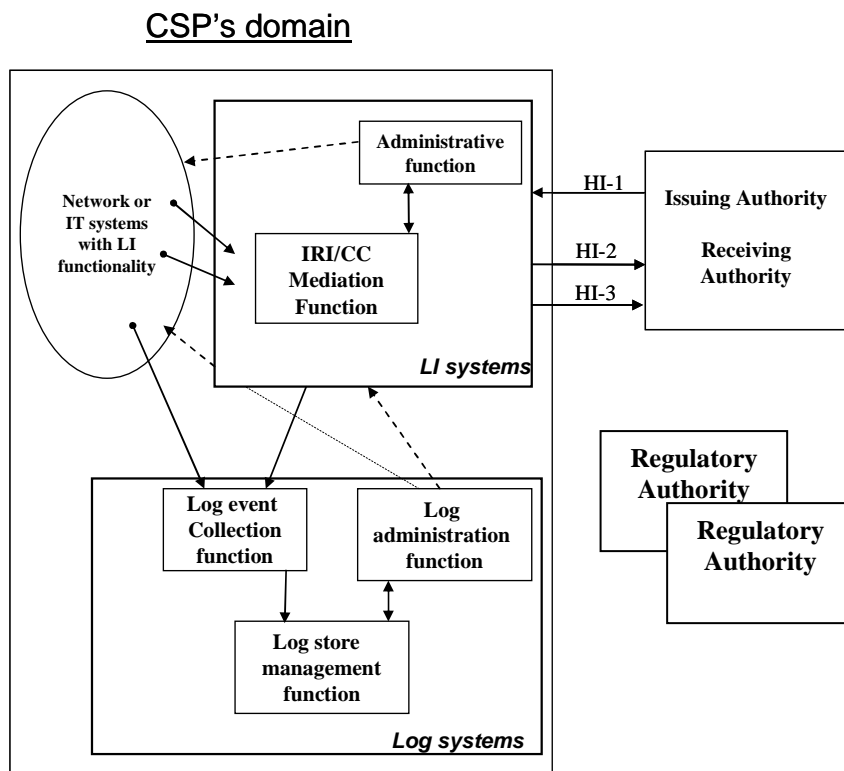 CSP's domain
Administrative
function
Network or
IT systems
with LI
functionality
IRI/CC
Mediation
Function
LI systems
HI-1
HI-2
HI-3
Issuing Authority
Receiving
Authority
Regulatory
Authority
Regulatory
Authority
Log event
Collection
function
Log
administration
function
Log store
management
function
Log systems